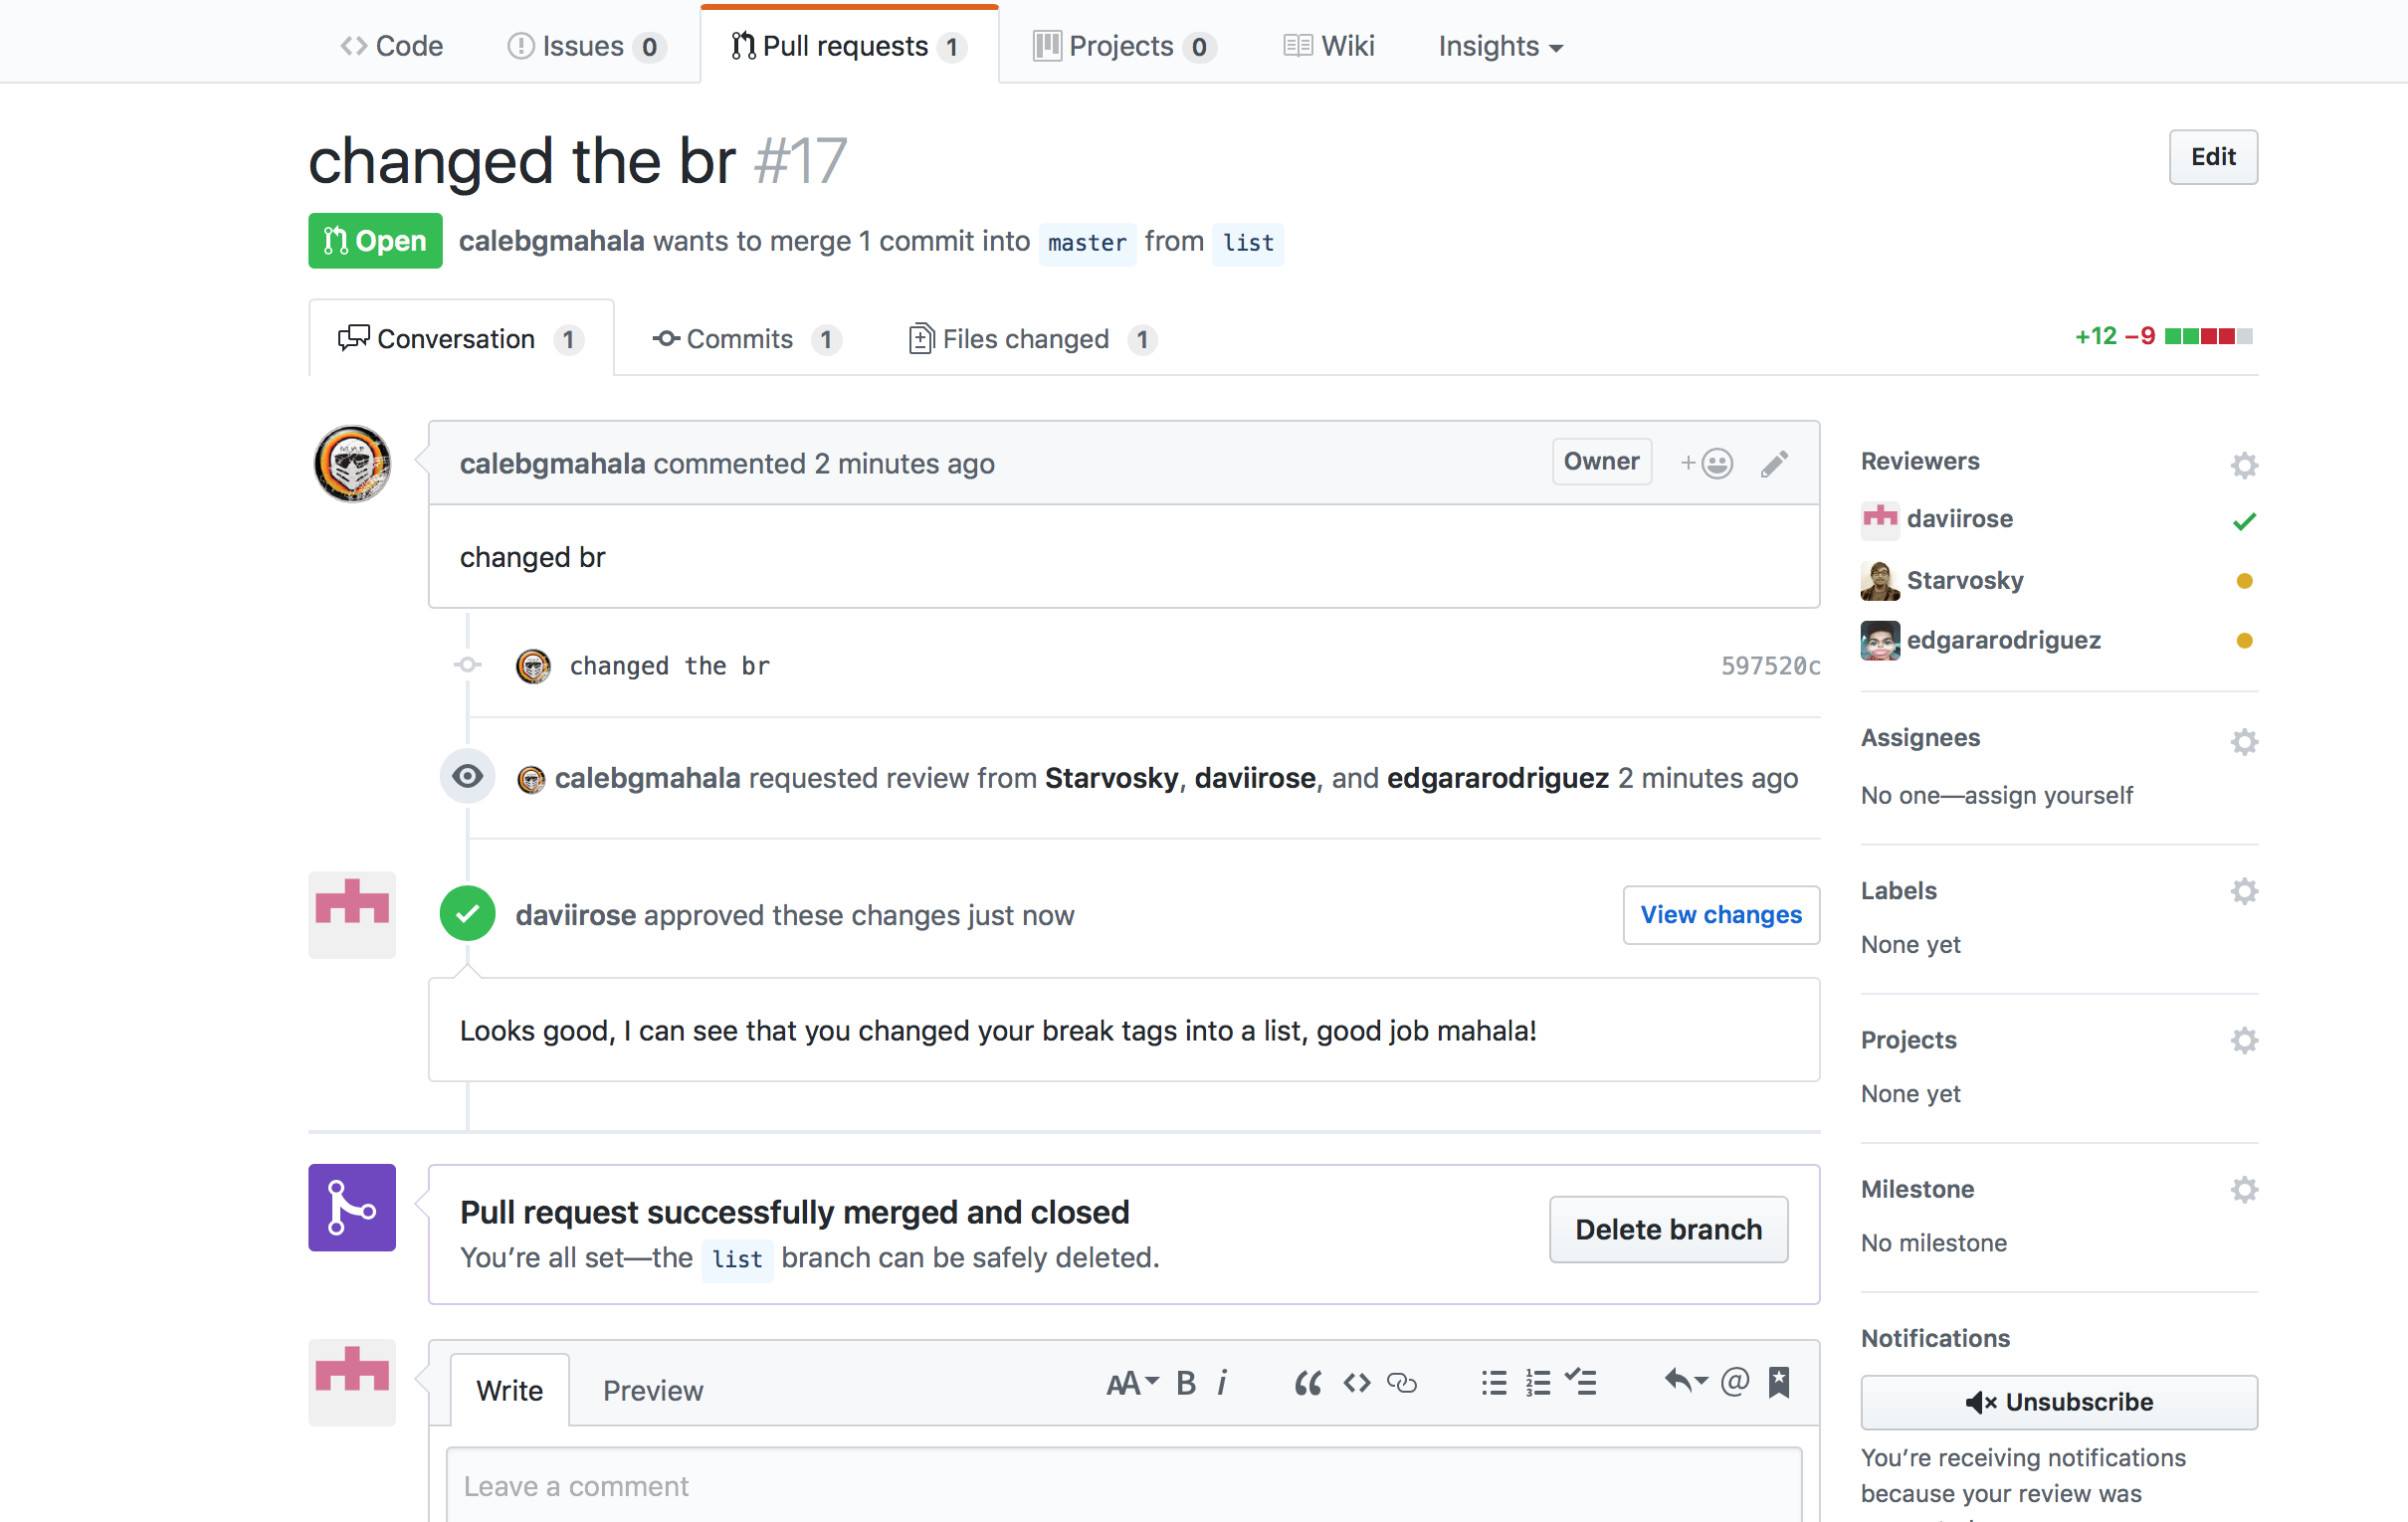 Code Issues 0 Pull requests 1 Projects 0 Wiki Insights
changed the br #17
Edit
Open calebgmahala wants to merge 1 commit into master from list
Conversation 1 Commits 1 Files changed 1
+12 −9
calebgmahala commented 2 minutes ago
Owner
changed br
changed the br
597520c
calebgmahala requested review from Starvosky, daviirose, and edgararodriguez 2 minutes ago
daviirose approved these changes just now
View changes
Looks good, I can see that you changed your break tags into a list, good job mahala!
Pull request successfully merged and closed
You’re all set—the list branch can be safely deleted.
Delete branch
Write Preview
Leave a comment
Reviewers
daviirose
Starvosky
edgararodriguez
Assignees
No one—assign yourself
Labels
None yet
Projects
None yet
Milestone
No milestone
Notifications
Unsubscribe
You’re receiving notifications
because your review was